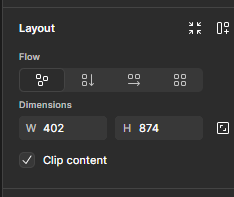 Layout
Flow
Dimensions
W 402 H 874
Clip content